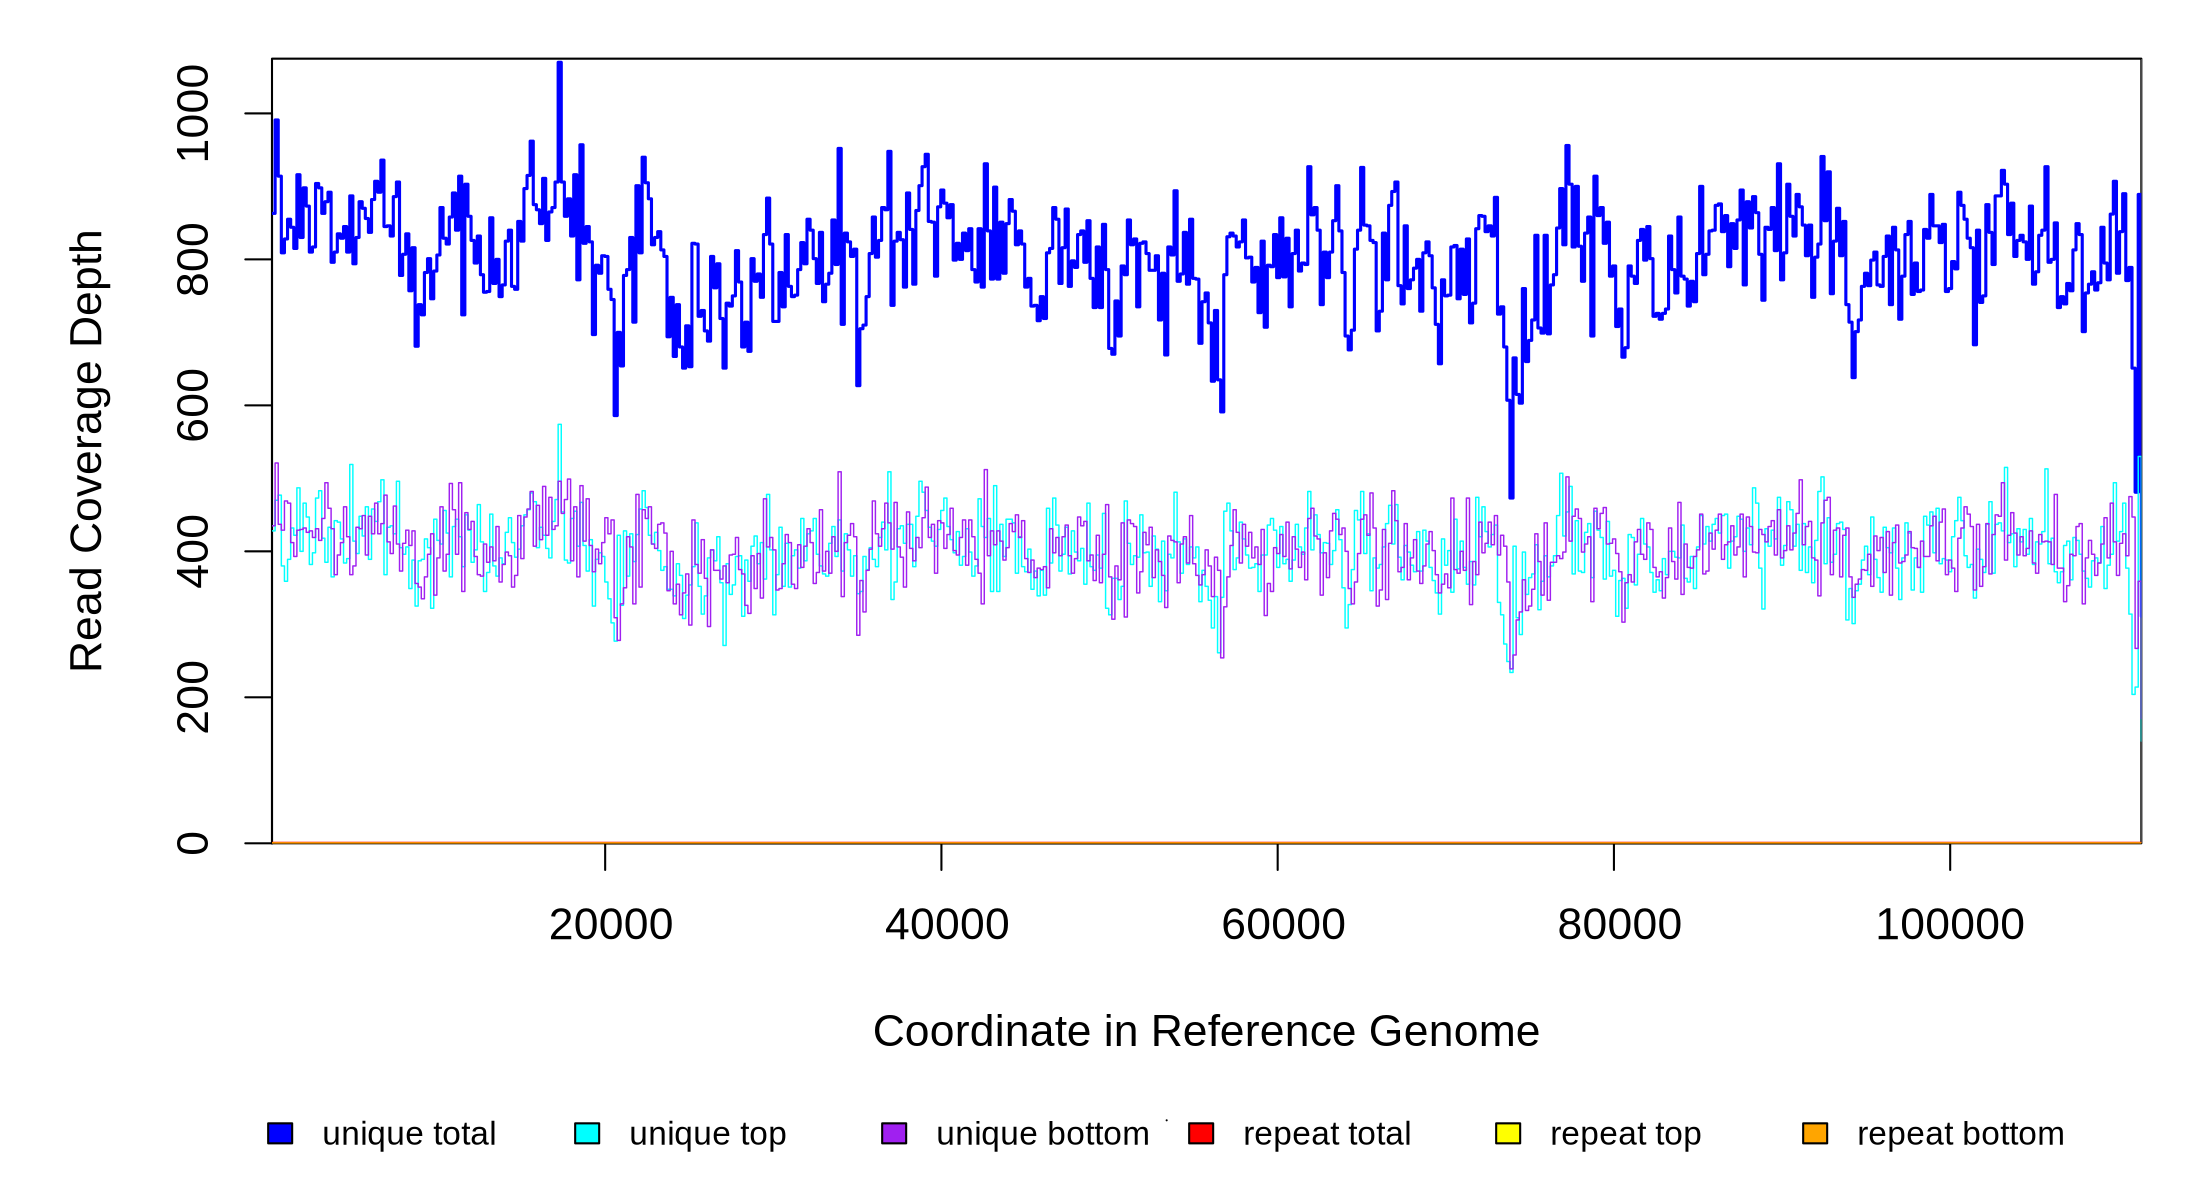 Read Coverage Depth
1000
800
600
400
200
0
20000 40000 60000 80000 100000
Coordinate in Reference Genome
unique total unique top unique bottom repeat total repeat top repeat bottom